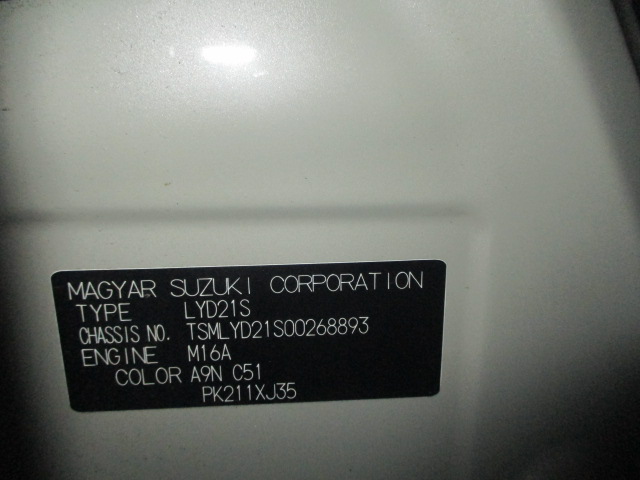 MAGYAR SUZUKI CORPORATION
TYPE LYD21S
CHASSIS NO. TSMLYD21S00268893
ENGINE M16A
COLOR A9N C51
PK211XJ35